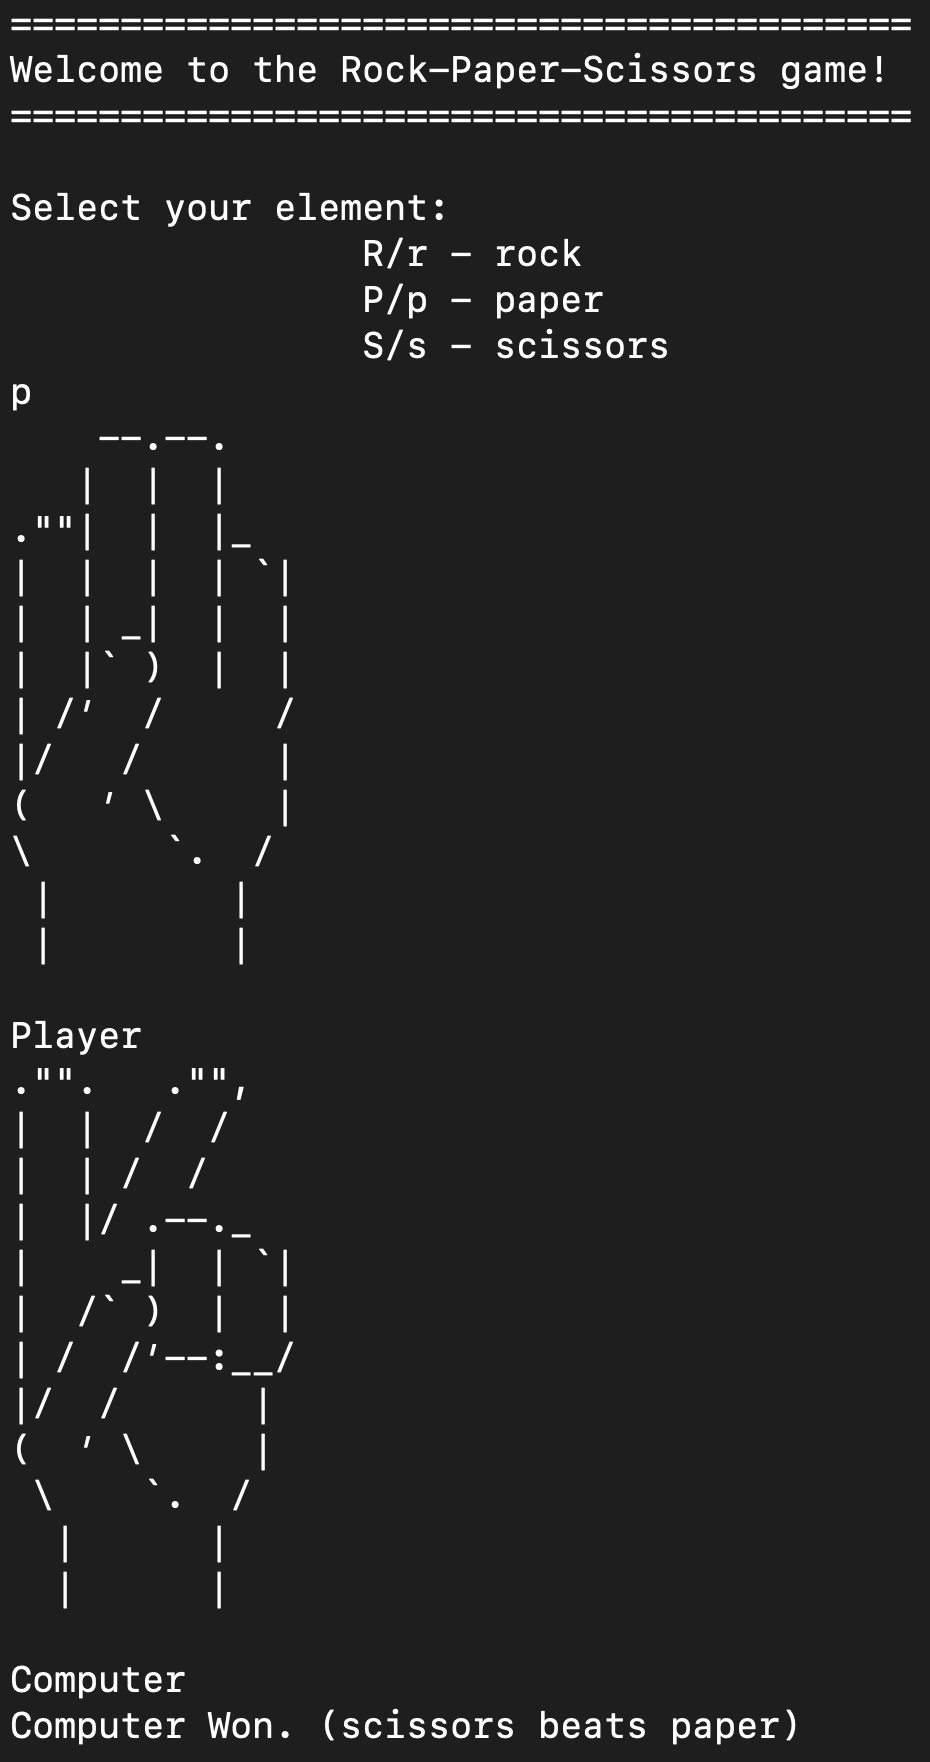 =========================================
Welcome to the Rock-Paper-Scissors game!
=========================================
Select your element:
                R/r - rock
                P/p - paper
                S/s - scissors
p
    --.--.
   |  |  |
.""|  |  |_
|  |  |  | `|
|  | _|  |  |
|  |` )  |  |
| /'  /     /
|/   /      |
(   ' \     |
\      `.  /
 |        |
 |        |
Player
."".   ."",
|  |  /  /
|  | /  /
|  |/ .--._
|    _|  | `|
|  /` )  |  |
| /  /'--:__/
|/  /      |
(  ' \     |
 \    `.  /
  |      |
  |      |
Computer
Computer Won. (scissors beats paper)